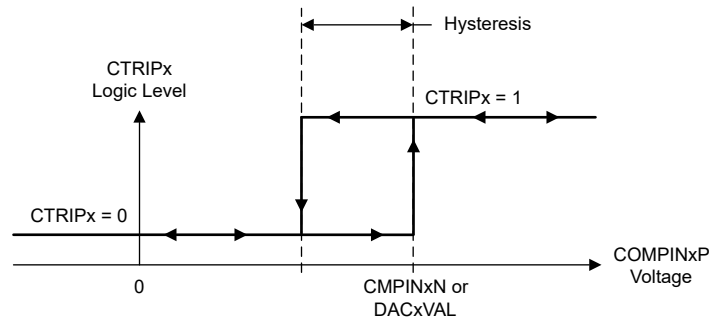 Hysteresis
CTRIPx
Logic Level
CTRIPx = 1
CTRIPx = 0
COMPINxP
Voltage
0
CMPINxN or
DACxVAL